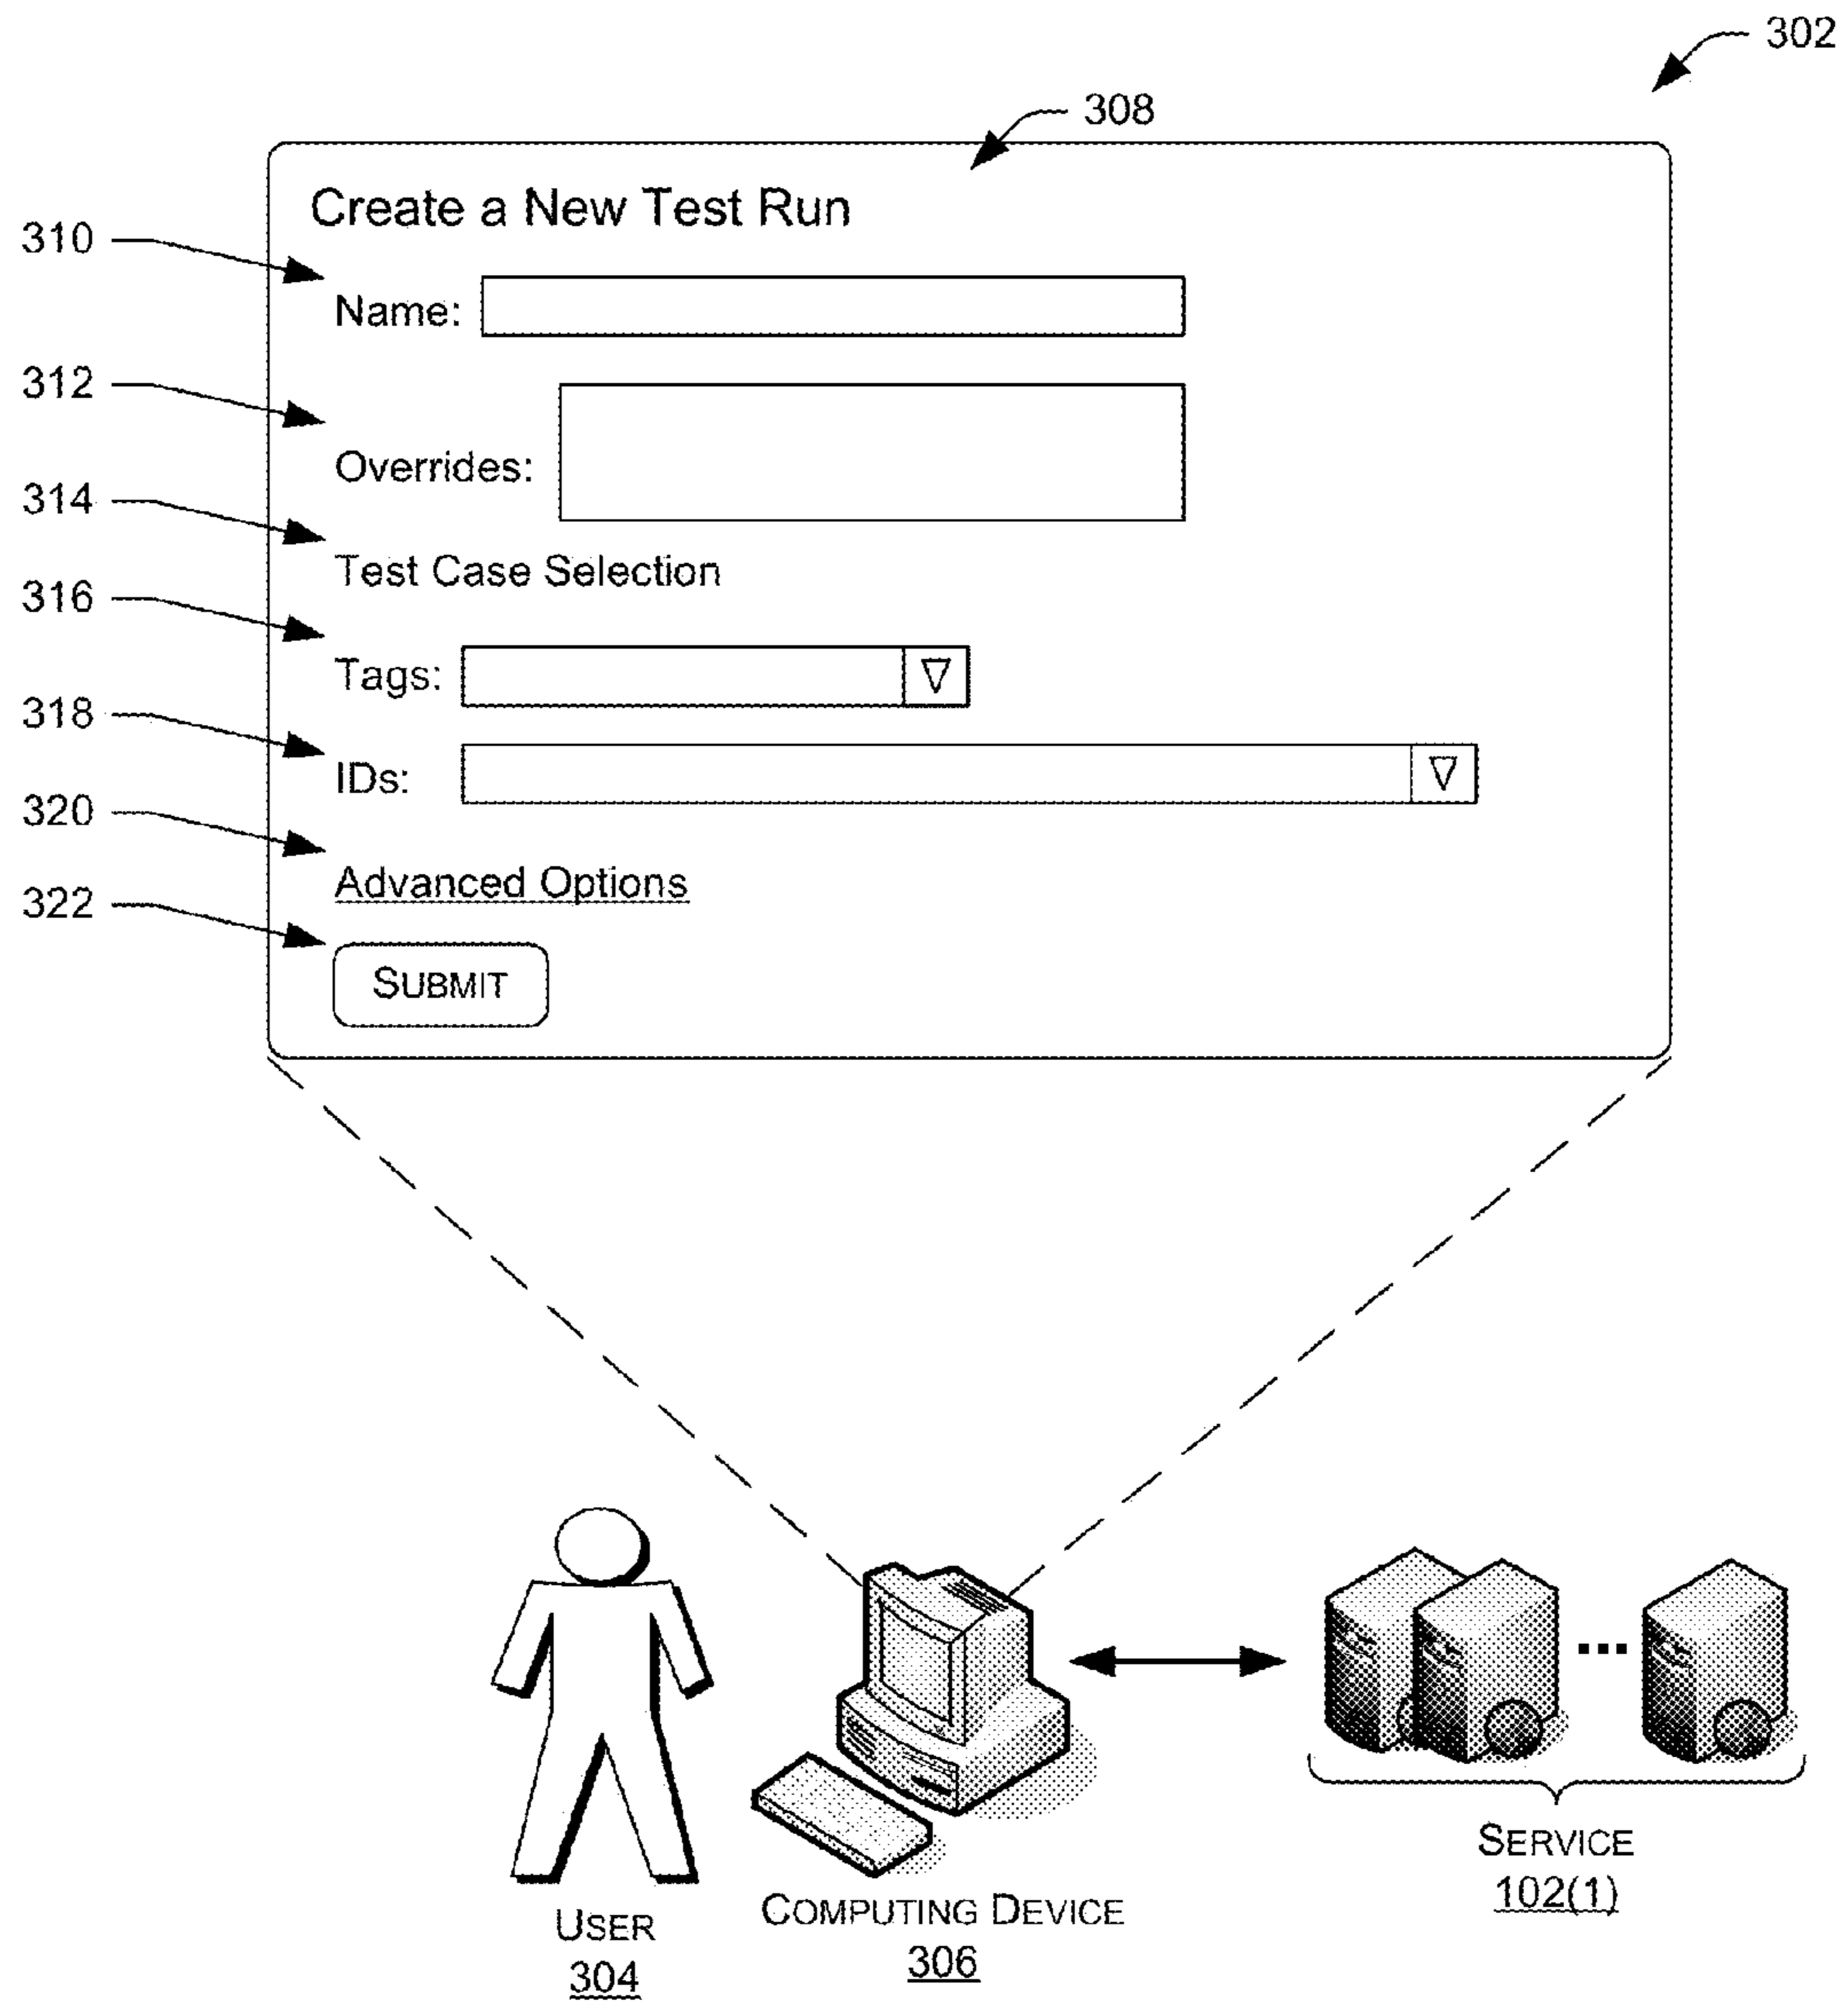 302
308
Create a New Test Run
310
Name:
312
Overrides:
314
Test Case Selection
316
Tags:
318
IDs:
320
Advanced Options
322
SUBMIT
USER
304
COMPUTING DEVICE
306
SERVICE
102(1)